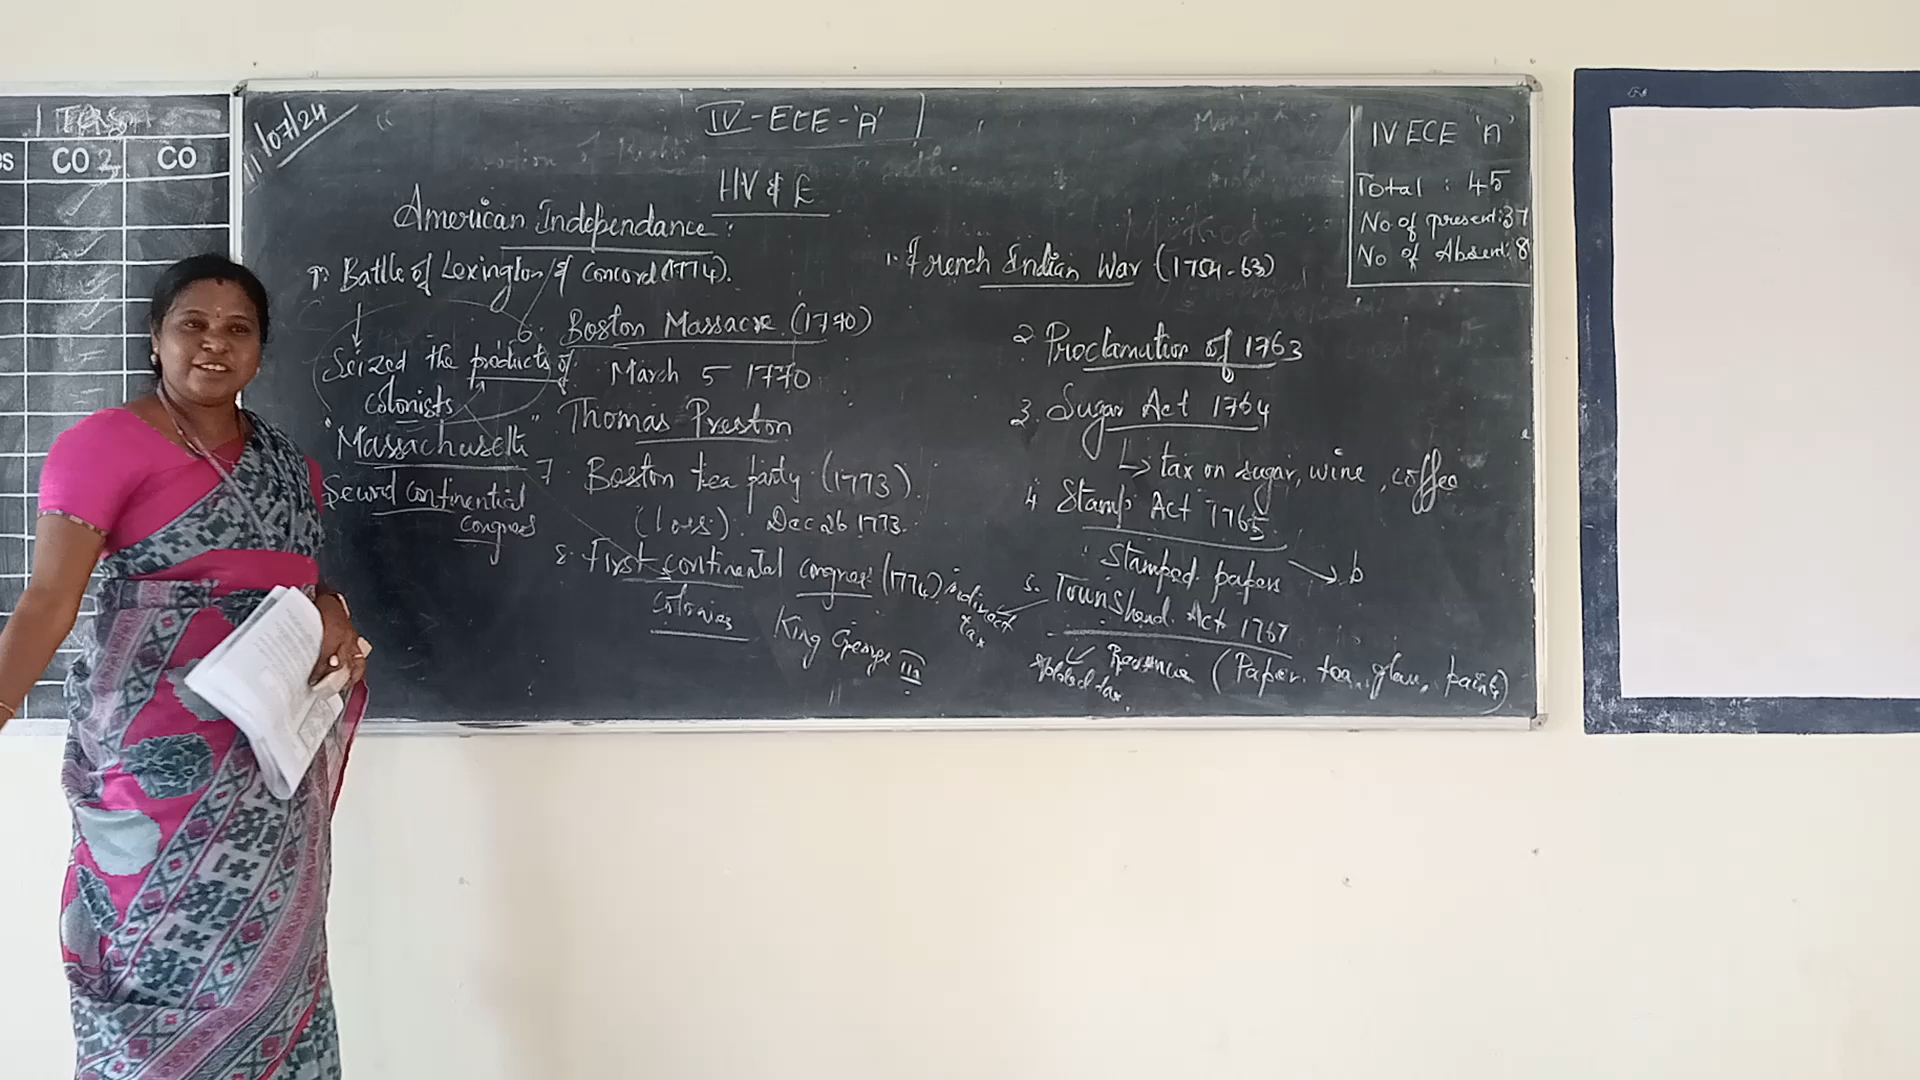 CO 2 CO
11/07/24
IV-ECE-'A'
HV & E
IV ECE 'A'
Total : 45
No of present: 37
No of Absent: 8
American Independance:
1. French Indian War (1754-63)
2 Proclamation of 1763
3. Sugar Act 1764
↳ tax on sugar, wine, coffee
4 Stamp Act 1765
Stamped papers → b
5. Townshend Act 1767
indirect tax
Revenue (Paper, tea, glass, paint)
6. Boston Massacre (1770)
March 5 1770
Thomas Preston
7. Boston tea party (1773).
(loss). Dec 26 1773.
8. First continental congress (1774)
colonies
King George III
9. Battle of Lexington & Concord (1774).
Seized the products of
colonists
"Massachusett"
Second continential
congress